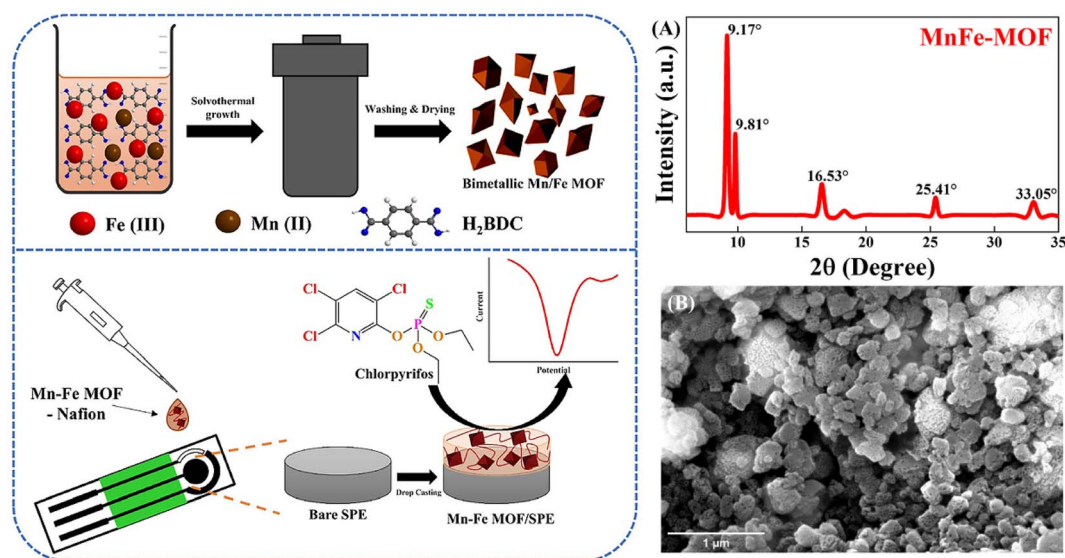 Solvothermal
growth
Washing & Drying
Bimetallic Mn/Fe MOF
Fe (III)
Mn (II)
H₂BDC
Mn-Fe MOF
- Nafion
Cl
Cl
Cl
N
O
P
S
O
O
Chlorpyrifos
Current
Potential
Bare SPE
Drop Casting
Mn-Fe MOF/SPE
(A)
MnFe-MOF
9.17°
9.81°
16.53°
25.41°
33.05°
Intensity (a.u.)
10 15 20 25 30 35
2θ (Degree)
(B)
1 µm